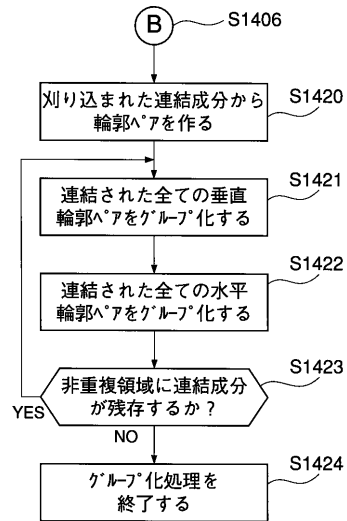 B
S1406
刈り込まれた連結成分から
輪郭ペアを作る
S1420
連結された全ての垂直
輪郭ペアをグループ化する
S1421
連結された全ての水平
輪郭ペアをグループ化する
S1422
非重複領域に連結成分
が残存するか？
S1423
YES
NO
グループ化処理を
終了する
S1424